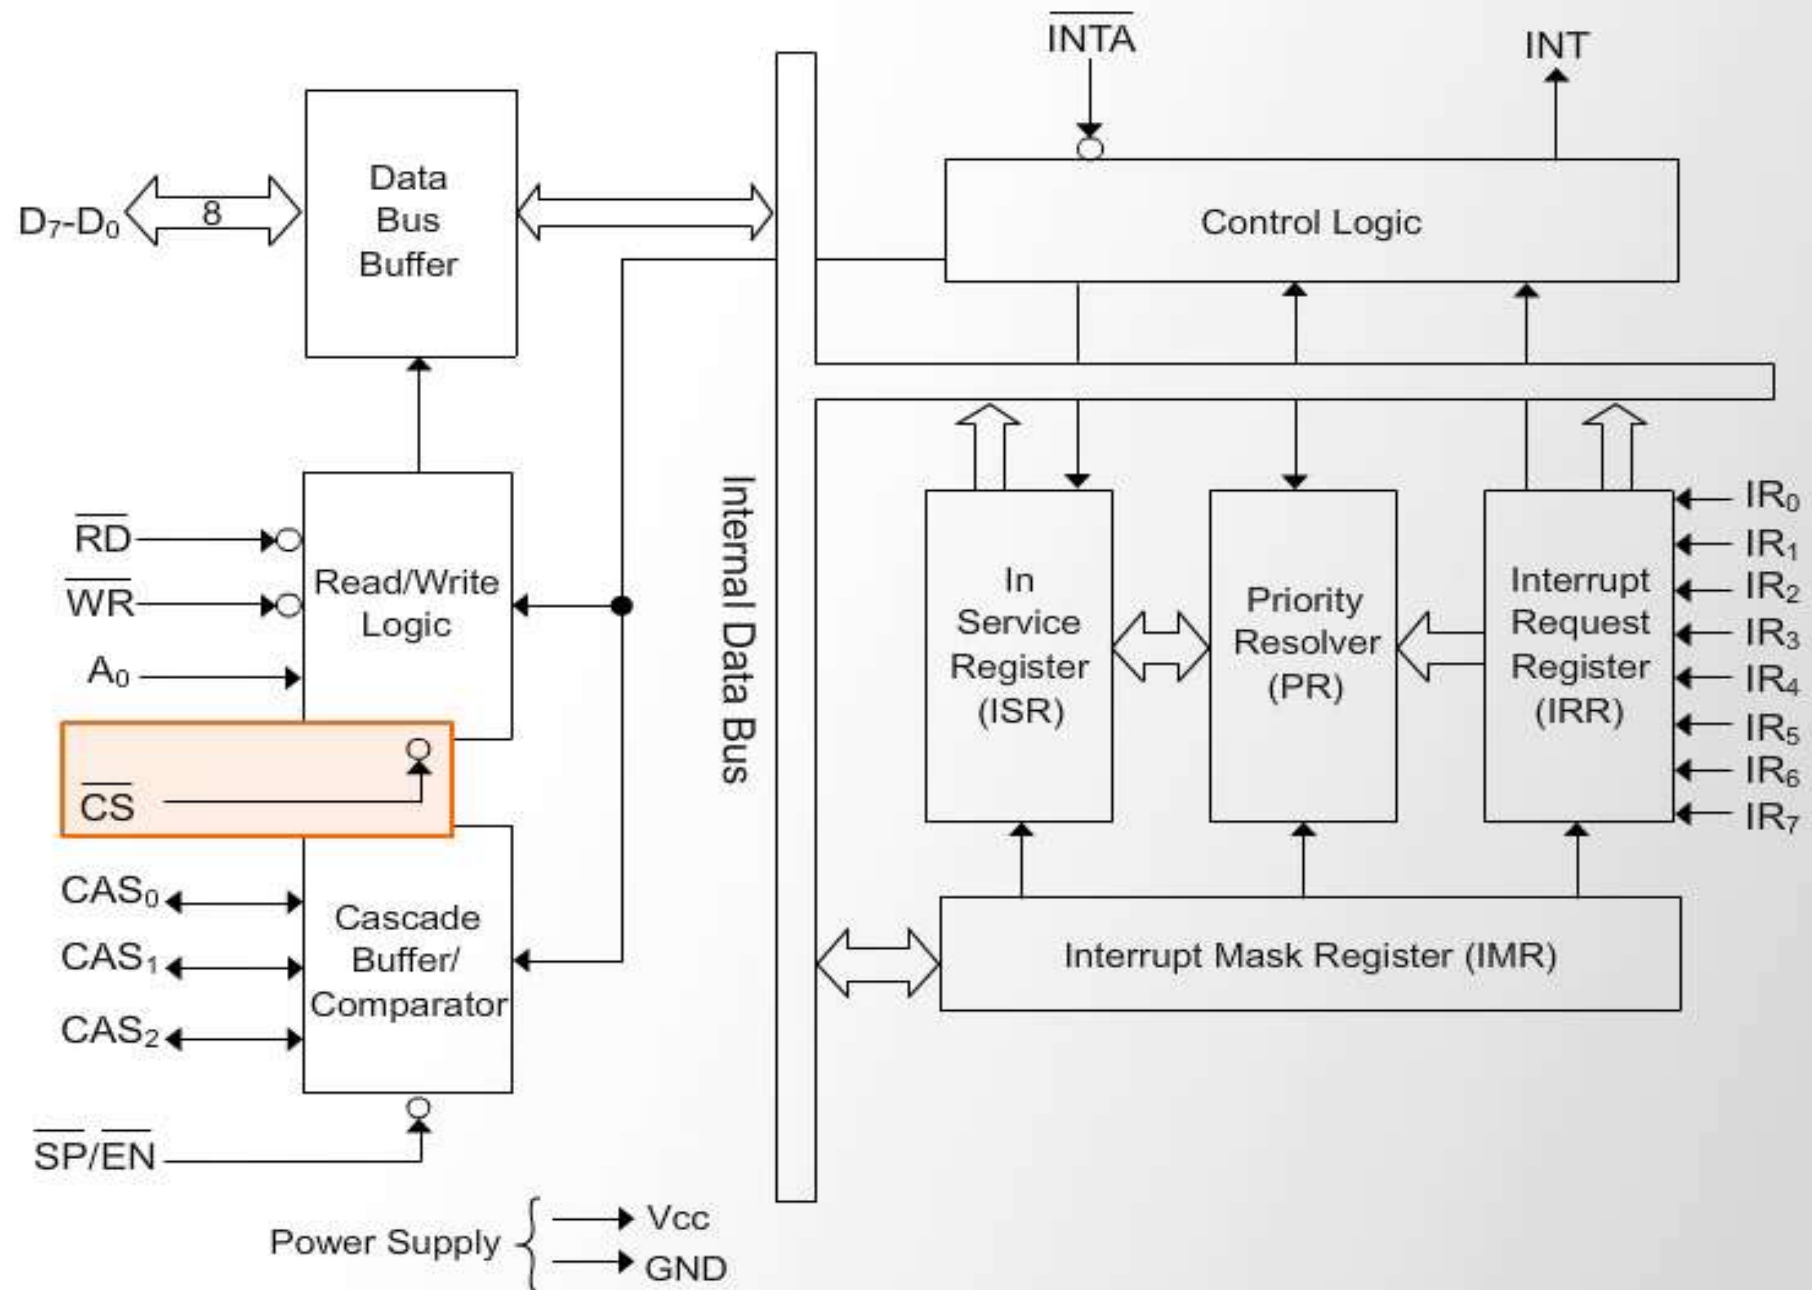 INTA
INT
Data
Bus
Buffer
D₇-D₀
8
Control Logic
Internal Data Bus
RD
WR
A₀
CS
Read/Write
Logic
In
Service
Register
(ISR)
Priority
Resolver
(PR)
Interrupt
Request
Register
(IRR)
IR₀
IR₁
IR₂
IR₃
IR₄
IR₅
IR₆
IR₇
CAS₀
CAS₁
CAS₂
Cascade
Buffer/
Comparator
Interrupt Mask Register (IMR)
SP/EN
Power Supply
Vcc
GND